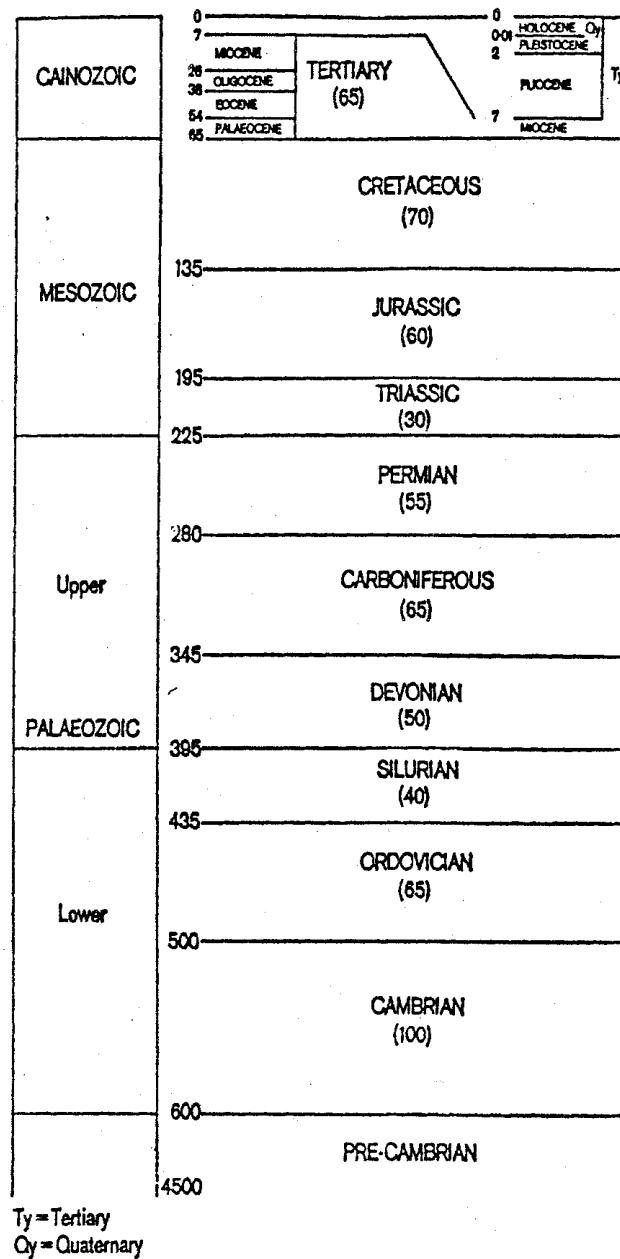 0 0
HOLOCENE Qy
7 0·01
PLEISTOCENE
2
MIOCENE
CAINOZOIC TERTIARY
(65)
26
OLIGOCENE PLIOCENE
38
EOCENE
54 7
PALAEOCENE MIOCENE
65
CRETACEOUS
(70)
135
MESOZOIC
JURASSIC
(60)
195
TRIASSIC
(30)
225
PERMIAN
(55)
280
Upper CARBONIFEROUS
(65)
345
DEVONIAN
(50)
PALAEOZOIC
395
SILURIAN
(40)
435
ORDOVICIAN
(65)
Lower
500
CAMBRIAN
(100)
600
PRE-CAMBRIAN
4500
Ty = Tertiary
Qy = Quaternary